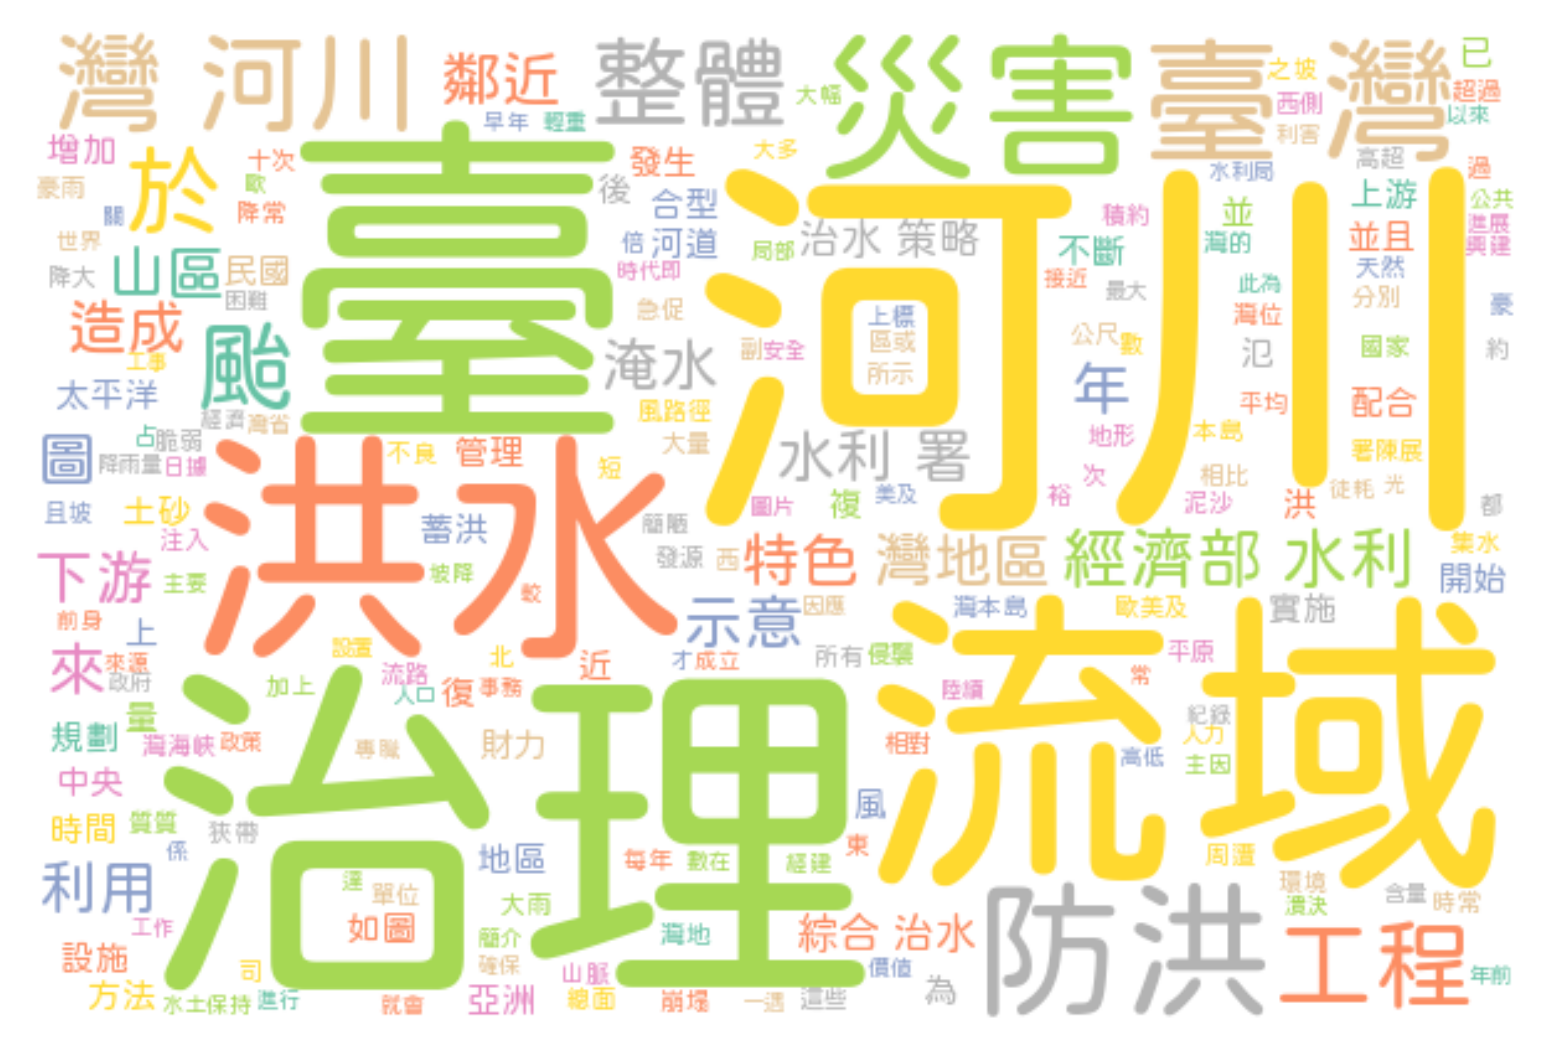 灣 河川
鄰近
整體
災害
臺灣
已
大幅
之坡
西側
利害
超過
以來
早年
輕重
增加
於
十次
歐
豪雨
關
降常
世界
臺
發生
後
大多
合型
倍
河道
時代即
河川
水利局
高超
過
上游
公共
進展
興建
積約
並
灣的
並且
不斷
天然
接近
最大
此為
分別
灣位
豪
局部
治水 策略
山區
民國
困難
降大
造成
颱
工事
急促
淹水
副
安全
上標
區或
所示
公尺
數
氾
國家
約
太平洋
經濟
灣省
風路徑
大量
年
平均
配合
地形
本島
圖
占
脆弱
降雨量
日據
洪水
不良
管理
短
水利 署
次
相比
署陳展
裕
徒耗
光
且坡
土砂
注入
蓄洪
簡陋
圖片
複
美及
泥沙
洪
都
下游
主要
坡降
較
發源
西
特色
灣地區
經濟部 水利
集水
開始
前身
上
示意
因應
灣本島
歐美及
實施
來
來源
政府
設置
流路
北
近
才
成立
所有
侵襲
流域
常
平原
加上
人口
復
事務
陸續
規劃
量
灣海峽
政策
專職
財力
治理
相對
高低
紀錄
人力
主因
中央
時間
質質
狹帶
係
風
東
利用
地區
每年
數在
經建
周遭
達
單位
如圖
大雨
環境
潰決
含量
時常
工作
設施
簡介
確保
灣地
綜合 治水
防洪
工程
司
山脈
價值
年前
方法
水土保持
進行
就會
亞洲
總面
崩塌
一遇
這些
為